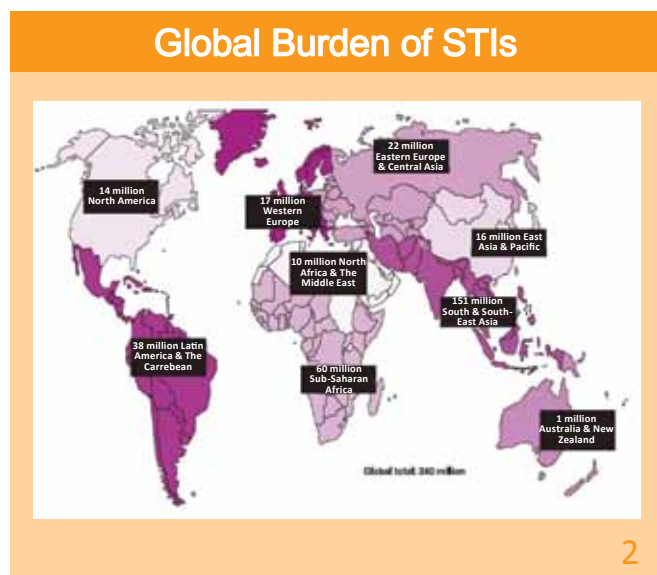 Global Burden of STIs
22 million
Eastern Europe
& Central Asia
14 million
North America
17 million
Western
Europe
16 million East
Asia & Pacific
10 million North
Africa & The
Middle East
151 million
South & South-
East Asia
38 million Latin
America & The
Carrebean
60 million
Sub-Saharan
Africa
1 million
Australia & New
Zealand
Global total: 340 million
2